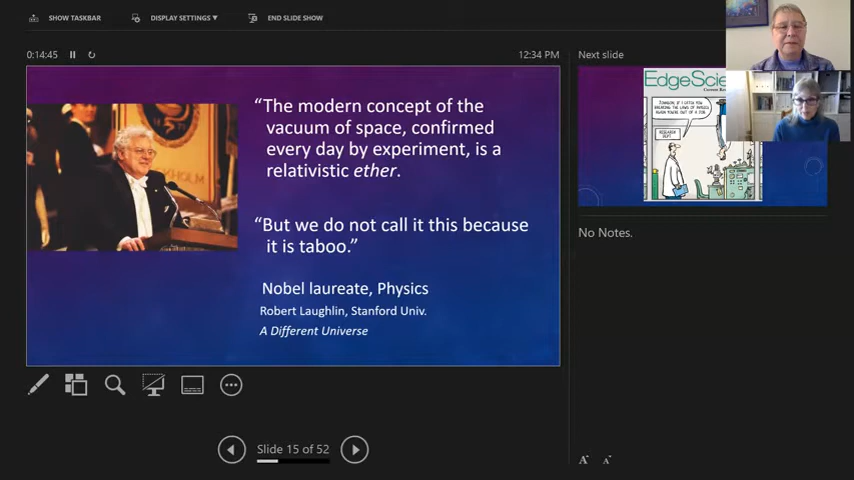 SHOW TASKBAR
DISPLAY SETTINGS ▼
END SLIDE SHOW
0:14:45
12:34 PM
Next slide
“The modern concept of the
vacuum of space, confirmed
every day by experiment, is a
relativistic ether.
“But we do not call it this because
it is taboo.”
Nobel laureate, Physics
Robert Laughlin, Stanford Univ.
A Different Universe
KHOLM
EdgeScie
RESEARCH
DEPT
No Notes.
Slide 15 of 52